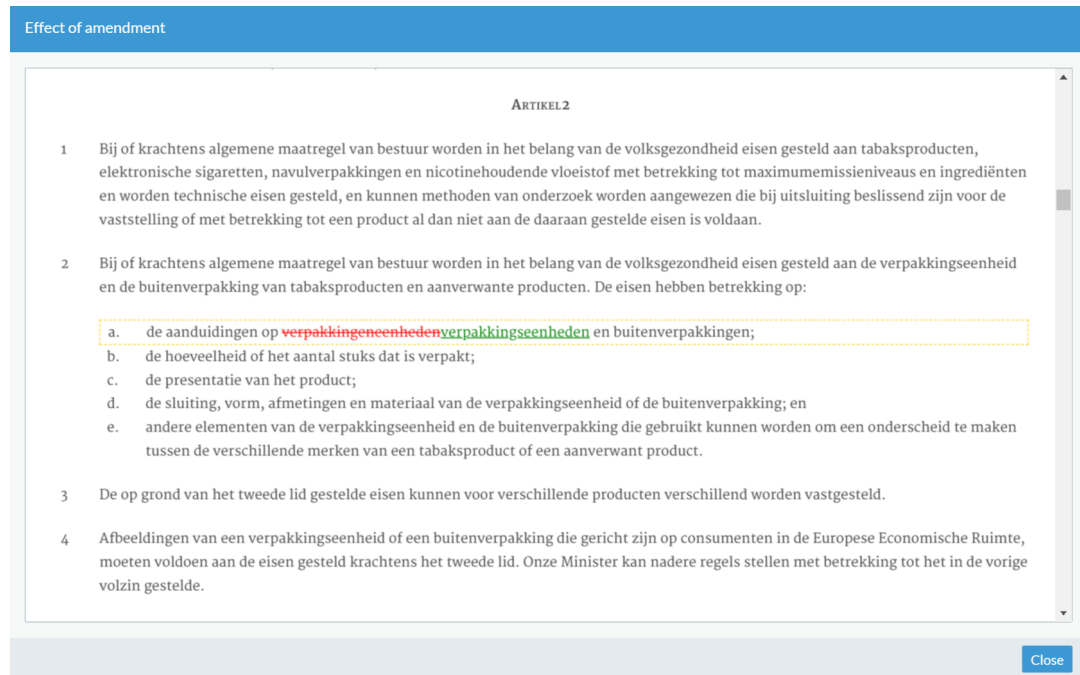 Effect of amendment
ARTIKEL 2
1 Bij of krachtens algemene maatregel van bestuur worden in het belang van de volksgezondheid eisen gesteld aan tabaksproducten,
elektronische sigaretten, navulverpakkingen en nicotinehoudende vloeistof met betrekking tot maximumemissieniveaus en ingrediënten
en worden technische eisen gesteld, en kunnen methoden van onderzoek worden aangewezen die bij uitsluiting beslissend zijn voor de
vaststelling of met betrekking tot een product al dan niet aan de daaraan gestelde eisen is voldaan.
2 Bij of krachtens algemene maatregel van bestuur worden in het belang van de volksgezondheid eisen gesteld aan de verpakkingseenheid
en de buitenverpakking van tabaksproducten en aanverwante producten. De eisen hebben betrekking op:
a. de aanduidingen op verpakkingeneenhedenverpakkingseenheden en buitenverpakkingen;
b. de hoeveelheid of het aantal stuks dat is verpakt;
c. de presentatie van het product;
d. de sluiting, vorm, afmetingen en materiaal van de verpakkingseenheid of de buitenverpakking; en
e. andere elementen van de verpakkingseenheid en de buitenverpakking die gebruikt kunnen worden om een onderscheid te maken
tussen de verschillende merken van een tabaksproduct of een aanverwant product.
3 De op grond van het tweede lid gestelde eisen kunnen voor verschillende producten verschillend worden vastgesteld.
4 Afbeeldingen van een verpakkingseenheid of een buitenverpakking die gericht zijn op consumenten in de Europese Economische Ruimte,
moeten voldoen aan de eisen gesteld krachtens het tweede lid. Onze Minister kan nadere regels stellen met betrekking tot het in de vorige
volzin gestelde.
Close